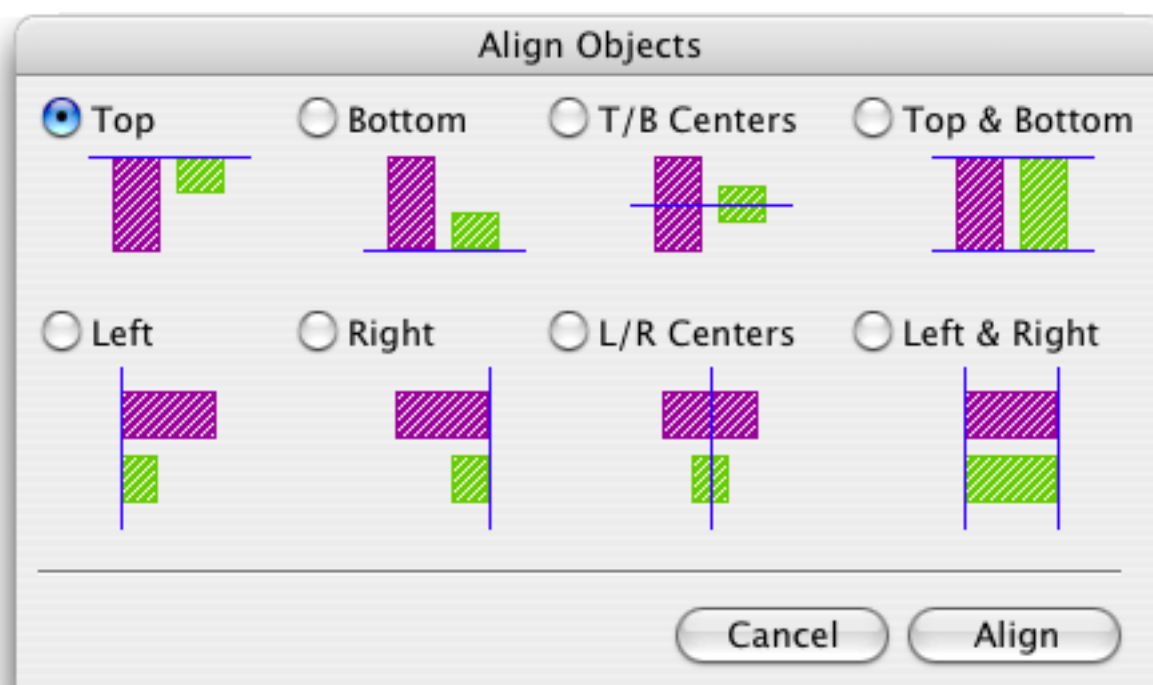 Align Objects
Top Bottom T/B Centers Top & Bottom
Left Right L/R Centers Left & Right
Cancel Align